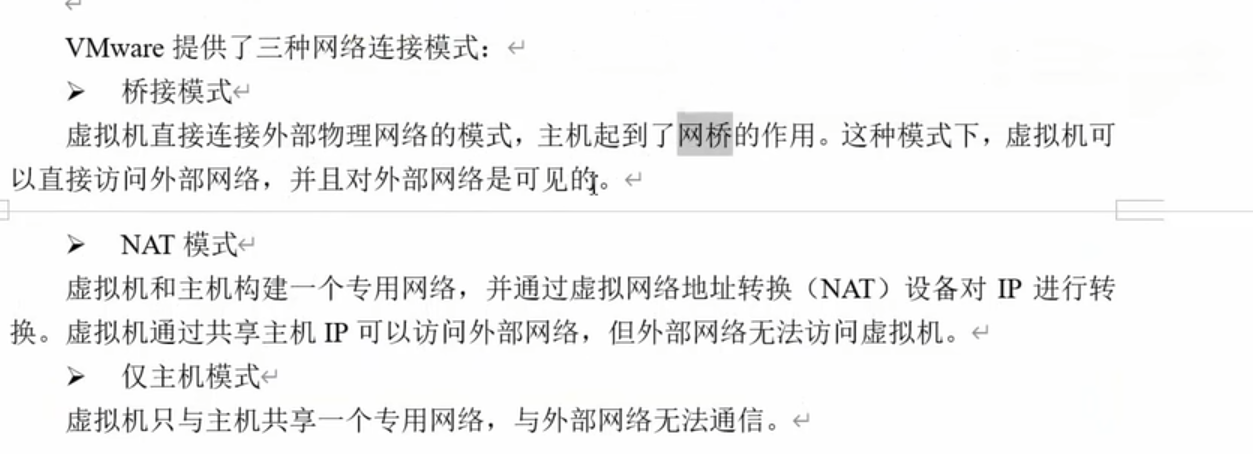 VMware 提供了三种网络连接模式：
➢ 桥接模式
虚拟机直接连接外部物理网络的模式，主机起到了网桥的作用。这种模式下，虚拟机可
以直接访问外部网络，并且对外部网络是可见的。
➢ NAT 模式
虚拟机和主机构建一个专用网络，并通过虚拟网络地址转换（NAT）设备对 IP 进行转
换。虚拟机通过共享主机 IP 可以访问外部网络，但外部网络无法访问虚拟机。
➢ 仅主机模式
虚拟机只与主机共享一个专用网络，与外部网络无法通信。